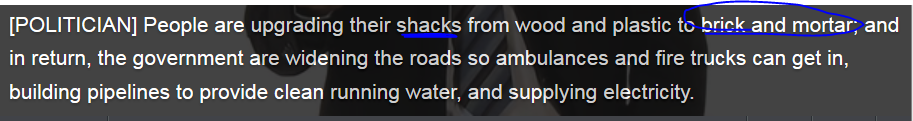 [POLITICIAN] People are upgrading their shacks from wood and plastic to brick and mortar; and
in return, the government are widening the roads so ambulances and fire trucks can get in,
building pipelines to provide clean running water, and supplying electricity.